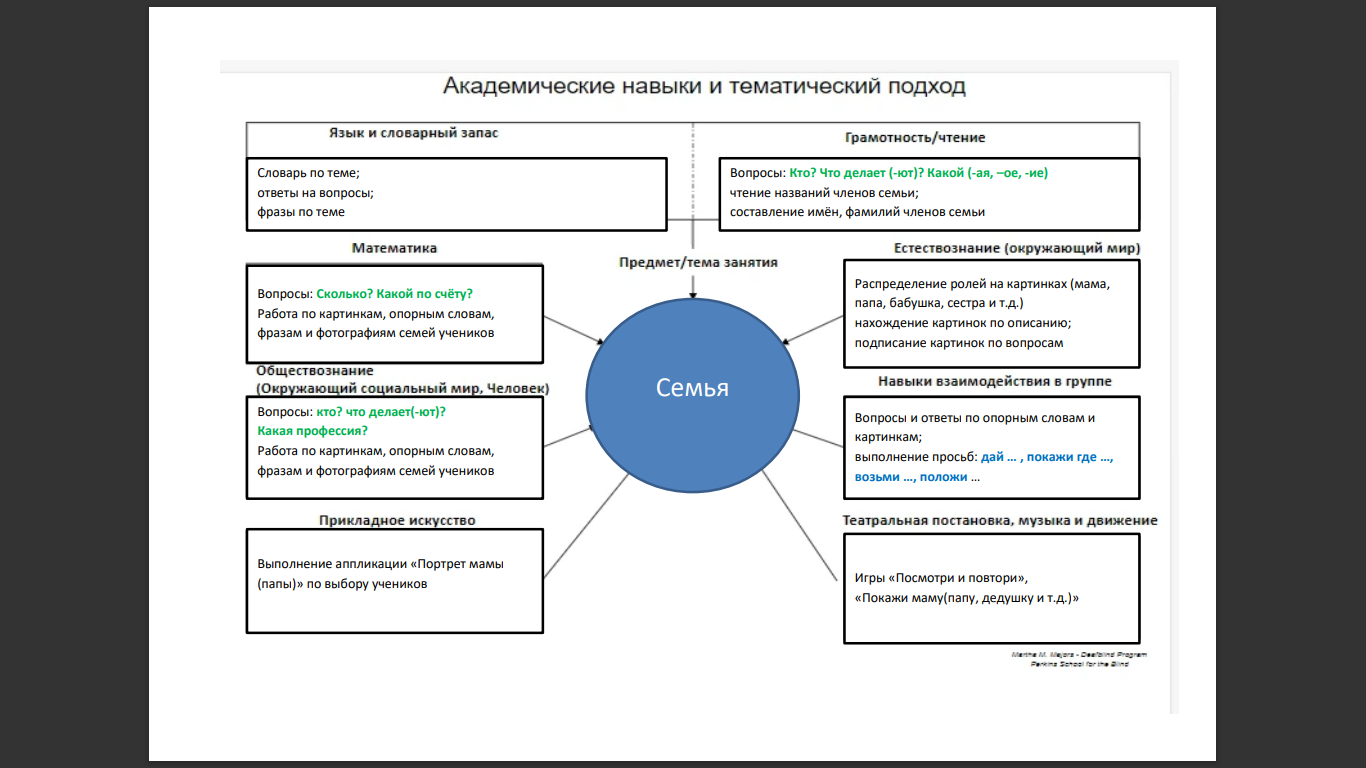 Академические навыки и тематический подход
Язык и словарный запас
Словарь по теме;
ответы на вопросы;
фразы по теме
Грамотность/чтение
Вопросы: Кто? Что делает (-ют)? Какой (-ая, –ое, -ие)
чтение названий членов семьи;
составление имён, фамилий членов семьи
Математика
Вопросы: Сколько? Какой по счёту?
Работа по картинкам, опорным словам,
фразам и фотографиям семей учеников
Предмет/тема занятия
Семья
Естествознание (окружающий мир)
Распределение ролей на картинках (мама,
папа, бабушка, сестра и т.д.)
нахождение картинок по описанию;
подписание картинок по вопросам
Обществознание
(Окружающий социальный мир, Человек)
Вопросы: кто? что делает(-ют)?
Какая профессия?
Работа по картинкам, опорным словам,
фразам и фотографиям семей учеников
Навыки взаимодействия в группе
Вопросы и ответы по опорным словам и
картинкам;
выполнение просьб: дай … , покажи где …,
возьми …, положи …
Прикладное искусство
Выполнение аппликации «Портрет мамы
(папы)» по выбору учеников
Театральная постановка, музыка и движение
Игры «Посмотри и повтори»,
«Покажи маму(папу, дедушку и т.д.)»
Martha M. Majors - Deafblind Program
Perkins School for the Blind